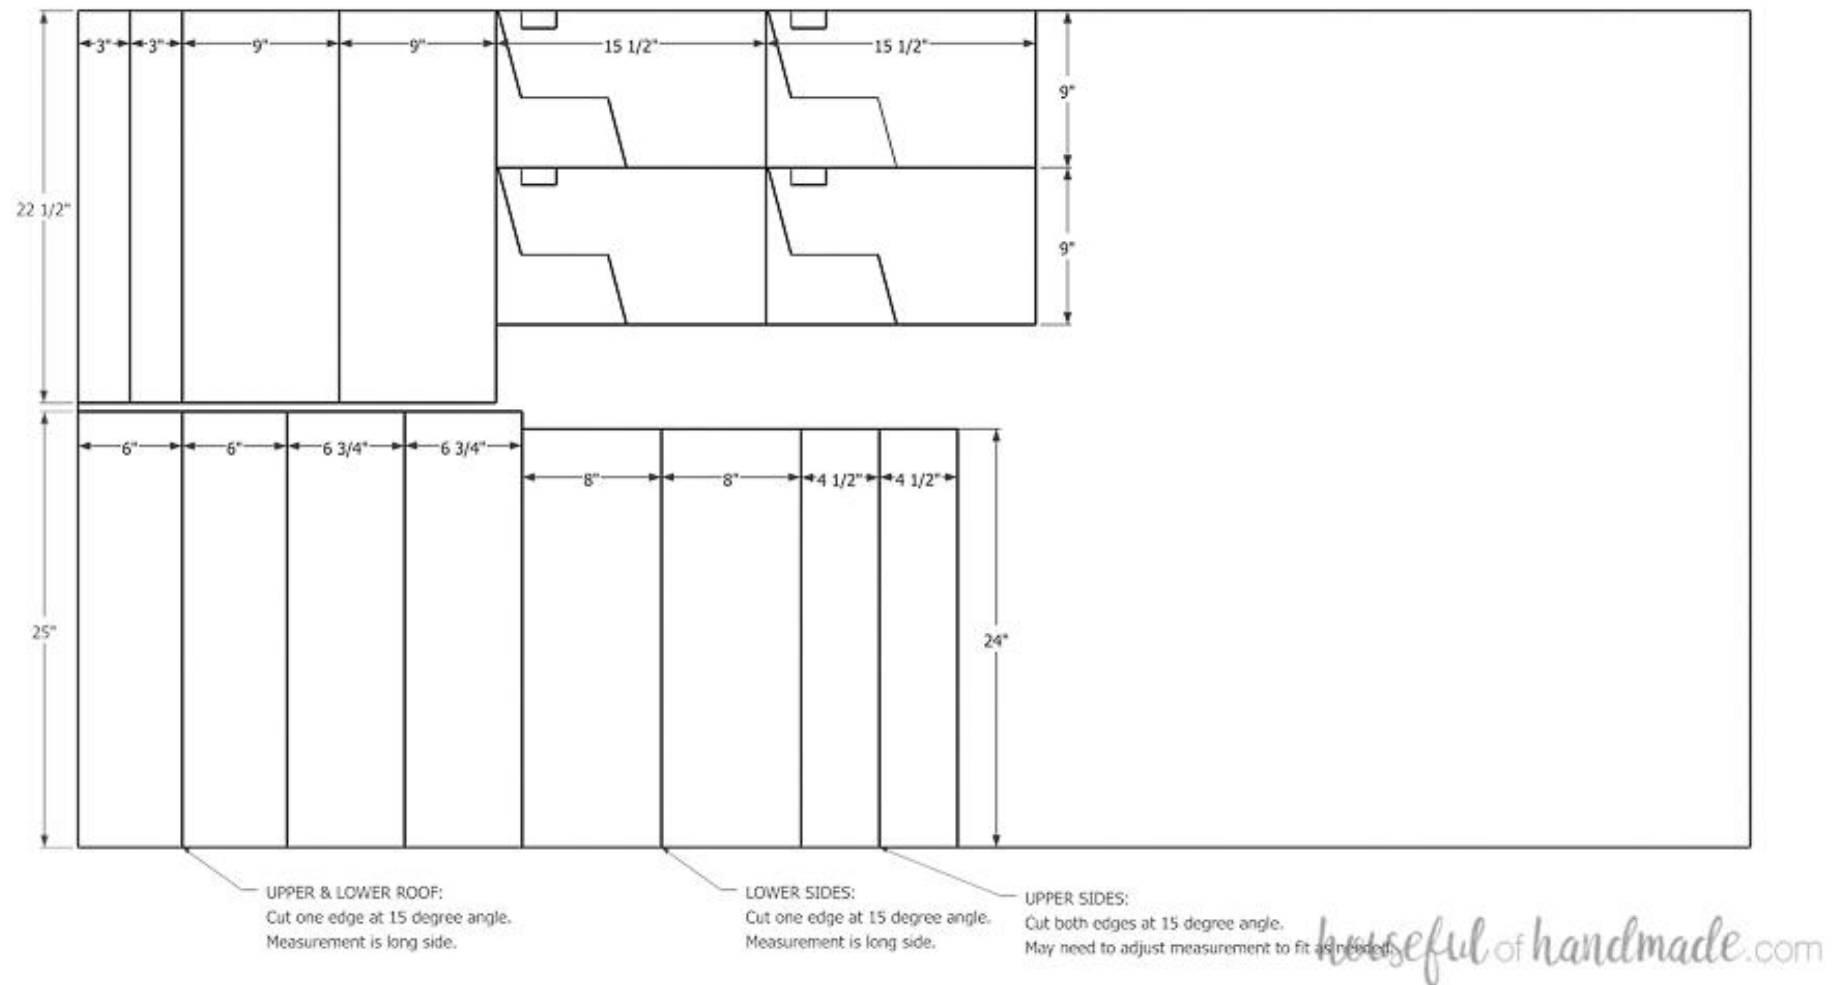 3" 3" 9" 9" 15 1/2" 15 1/2"
9"
22 1/2"
9"
6" 6" 6 3/4" 6 3/4"
8" 8" 4 1/2" 4 1/2"
25"
24"
UPPER & LOWER ROOF:
Cut one edge at 15 degree angle.
Measurement is long side.
LOWER SIDES:
Cut one edge at 15 degree angle.
Measurement is long side.
UPPER SIDES:
Cut both edges at 15 degree angle.
May need to adjust measurement to fit as needed.
houseful of handmade.com